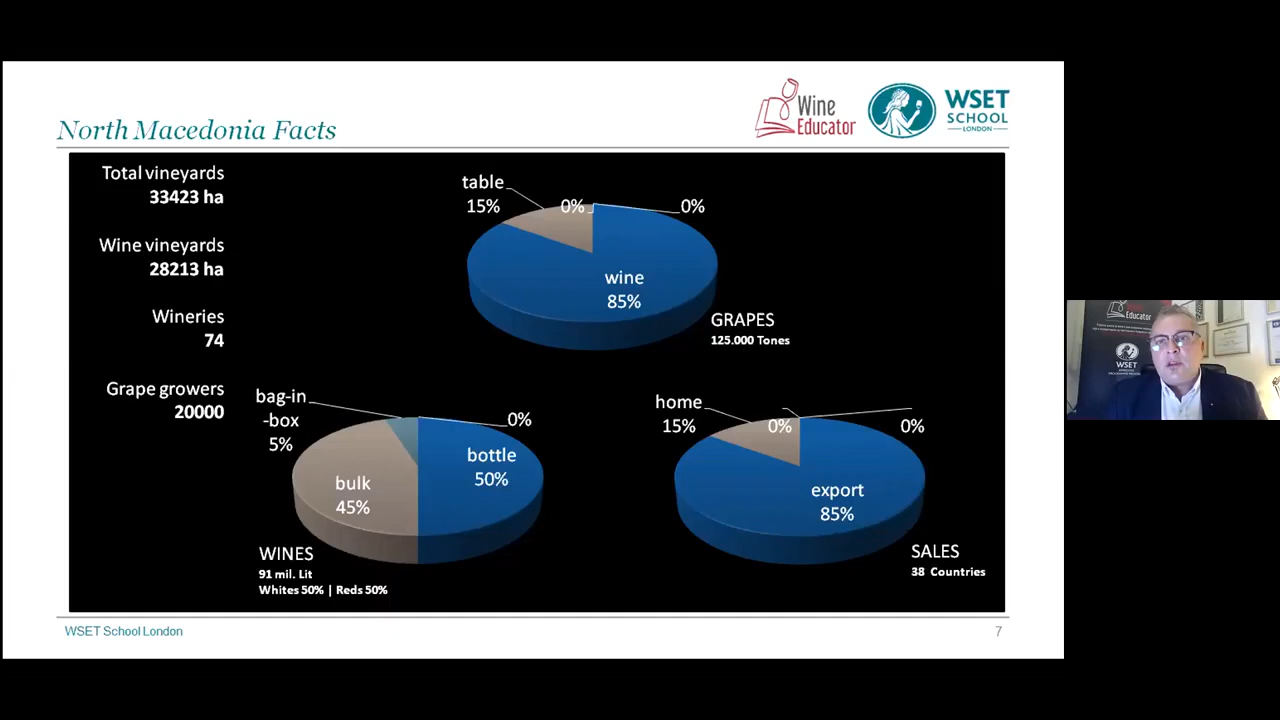 North Macedonia Facts
Wine
Educator
WSET
SCHOOL
LONDON
Total vineyards
33423 ha
Wine vineyards
28213 ha
Wineries
74
Grape growers
20000
table
15%
0%
0%
wine
85%
GRAPES
125.000 Tones
bag-in
-box
5%
0%
bottle
50%
bulk
45%
WINES
91 mil. Lit
Whites 50% | Reds 50%
home
15%
0%
0%
export
85%
SALES
38 Countries
WSET School London
7
Educator
WSET